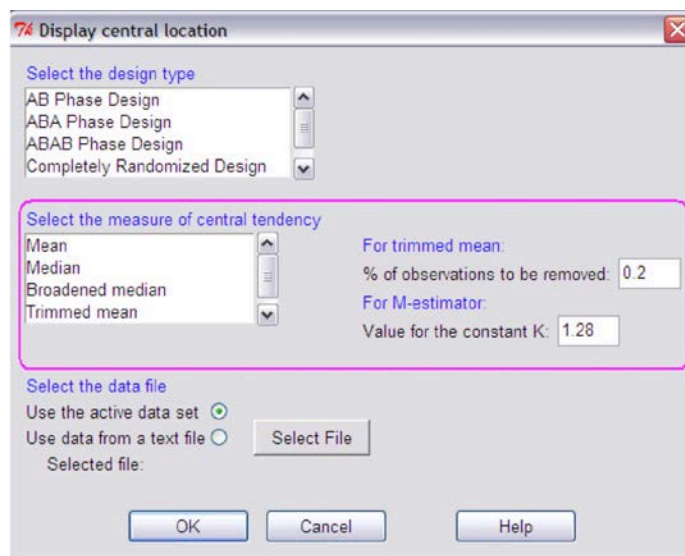 Display central location
Select the design type
AB Phase Design
ABA Phase Design
ABAB Phase Design
Completely Randomized Design
Select the measure of central tendency
Mean
Median
Broadened median
Trimmed mean
For trimmed mean:
% of observations to be removed: 0.2
For M-estimator:
Value for the constant K: 1.28
Select the data file
Use the active data set
Use data from a text file
Select File
Selected file:
OK Cancel Help